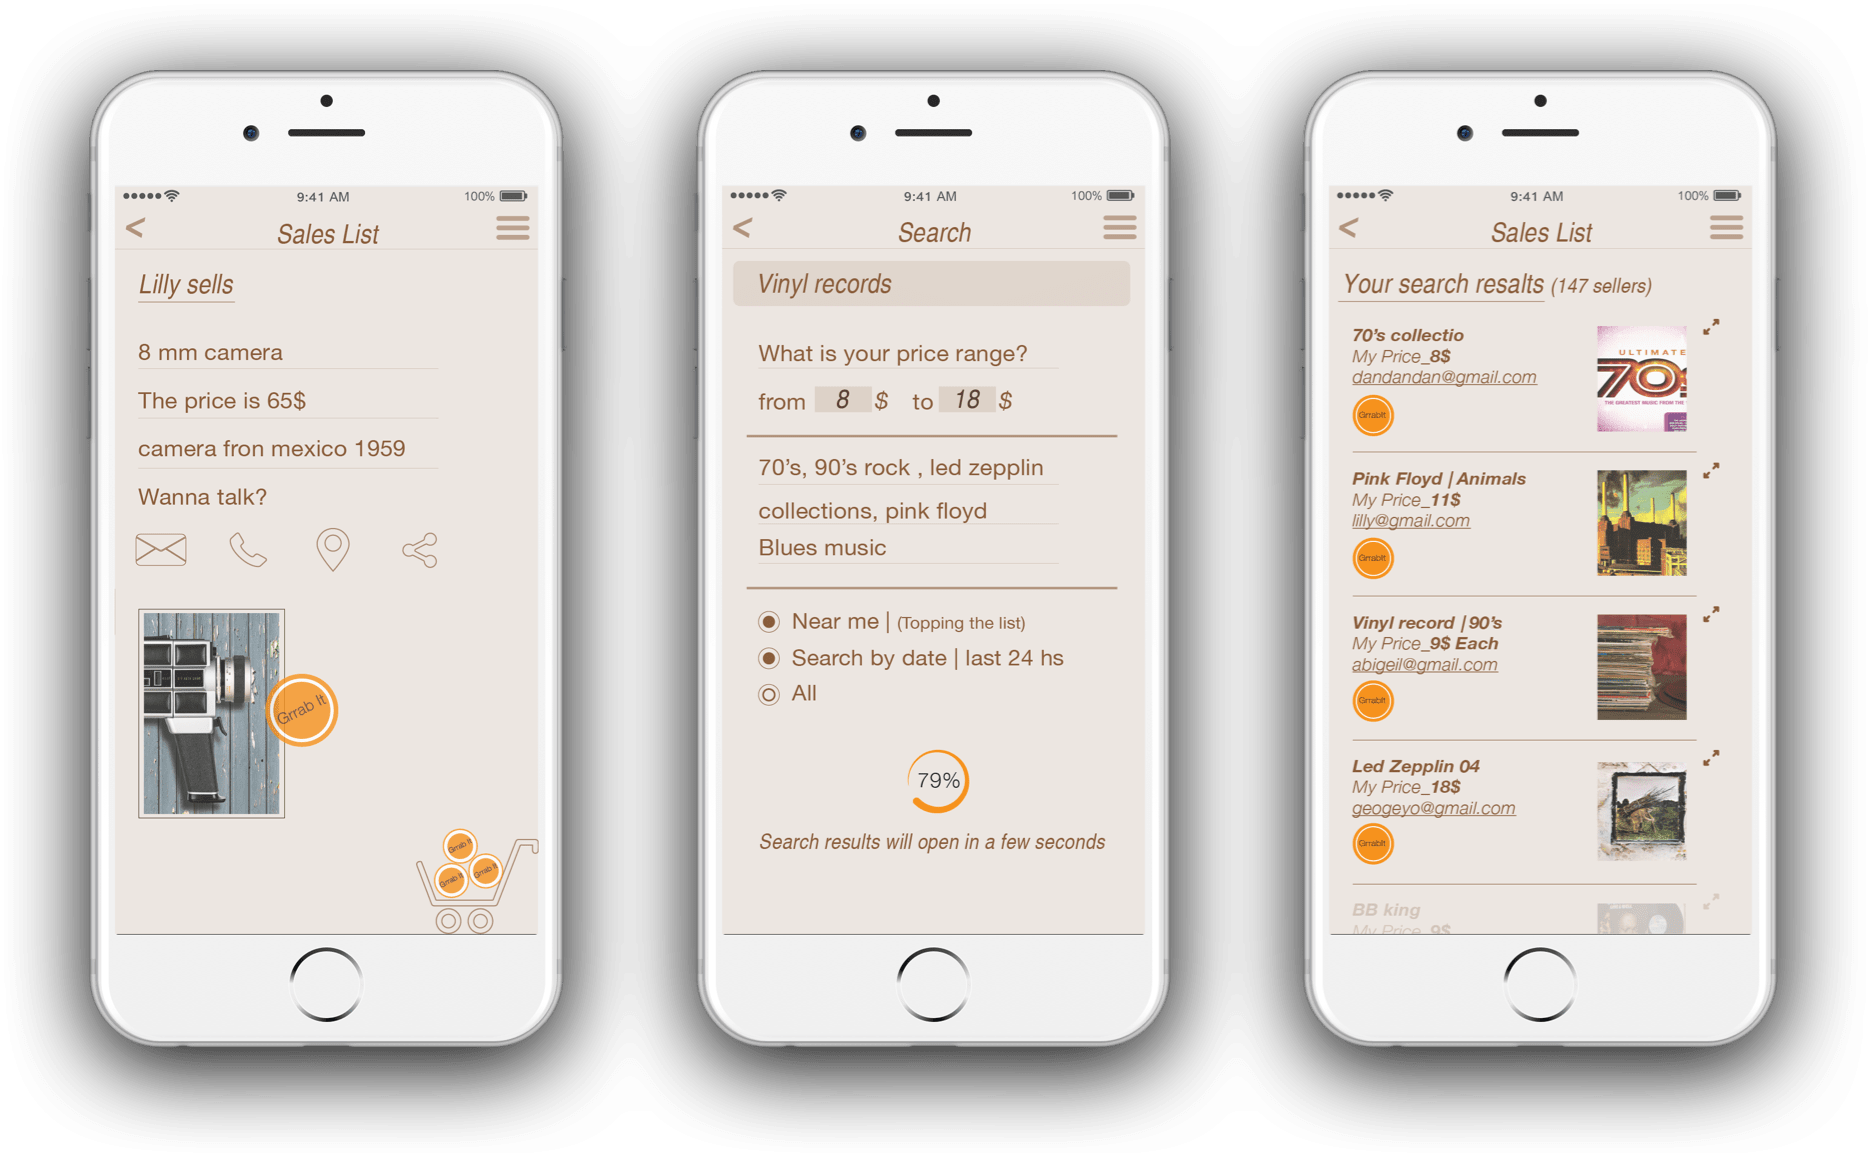 9:41 AM
100%
<
Sales List
Lilly sells
8 mm camera
The price is 65$
camera fron mexico 1959
Wanna talk?
Grrab It
Grrab It
Grrab It
Grrab It
9:41 AM
100%
<
Search
Vinyl records
What is your price range?
from 8 $ to 18 $
70's, 90's rock , led zepplin
collections, pink floyd
Blues music
Near me | (Topping the list)
Search by date | last 24 hs
All
79%
Search results will open in a few seconds
9:41 AM
100%
<
Sales List
Your search resalts (147 sellers)
70's collectio
My Price_8$
dandandan@gmail.com
GrrabIt
ULTIMATE
70s
THE GREATEST MUSIC FROM THE
Pink Floyd | Animals
My Price_11$
lilly@gmail.com
GrrabIt
Vinyl record | 90's
My Price_9$ Each
abigeil@gmail.com
GrrabIt
Led Zepplin 04
My Price_18$
geogeyo@gmail.com
GrrabIt
BB king
My Price_9$